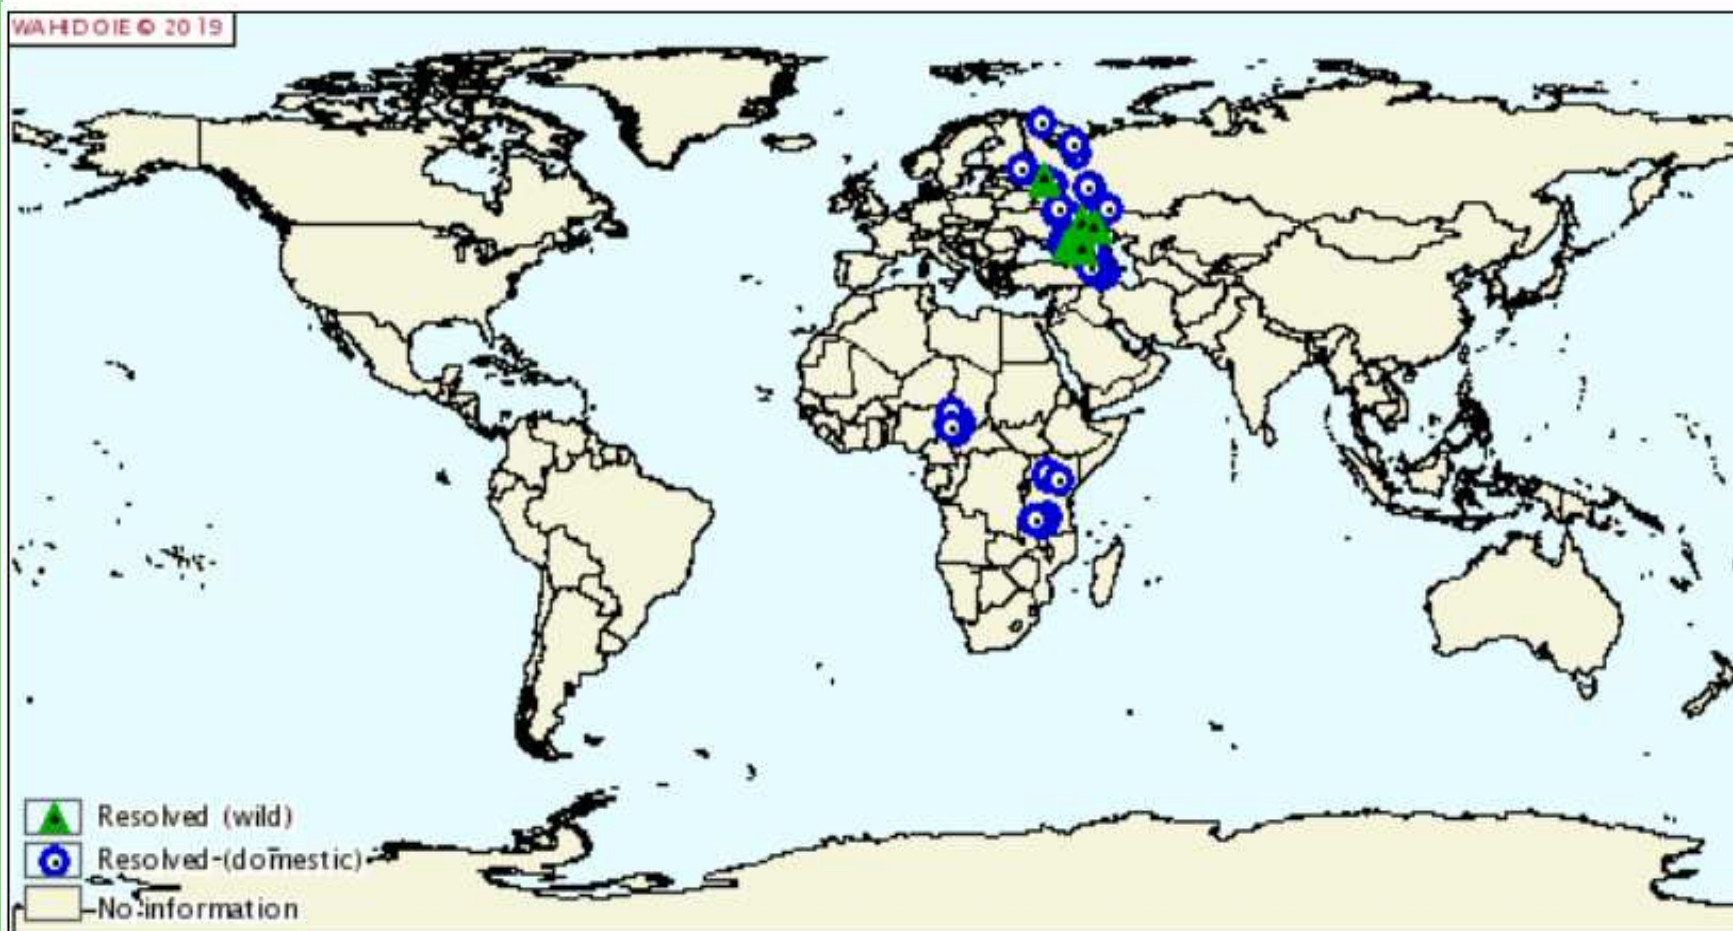 WAHIDOIE © 2019
Resolved (wild)
Resolved-(domestic)
No information